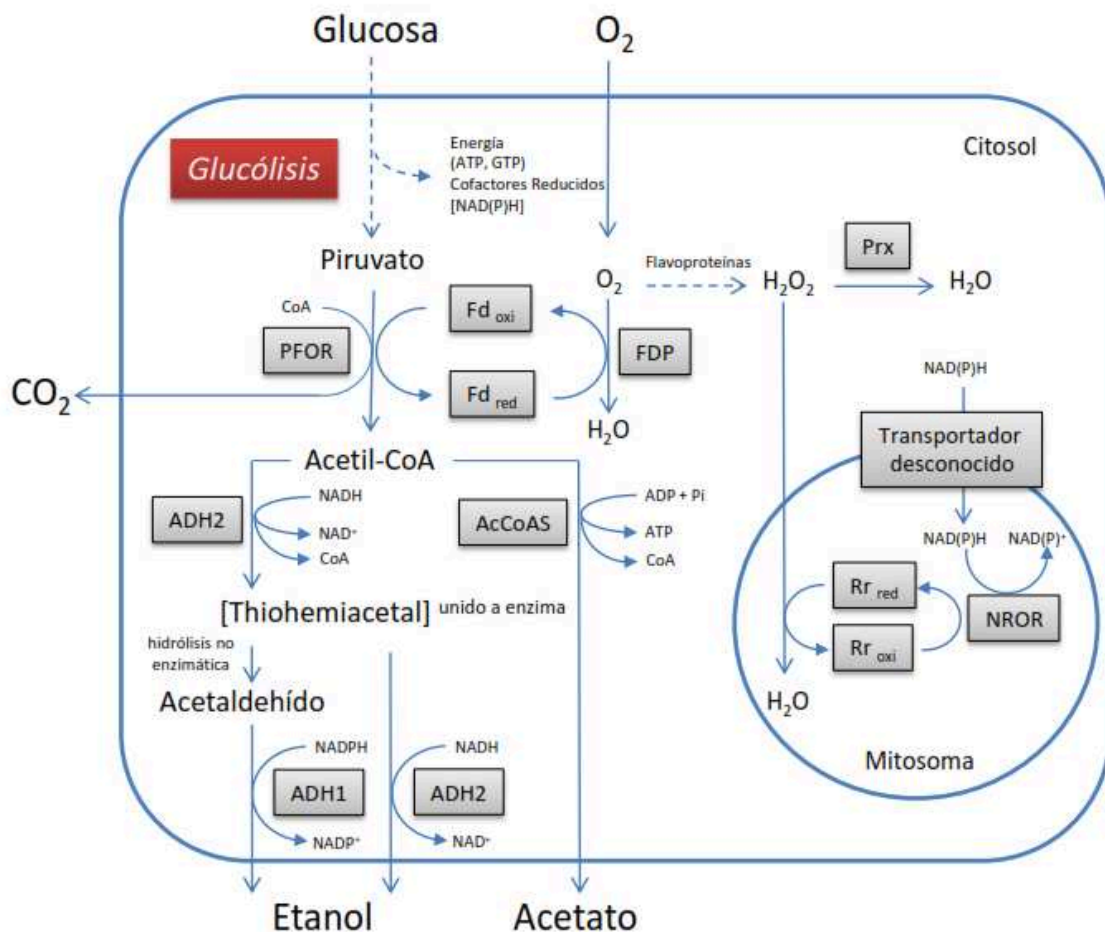 Glucosa
O2
Glucólisis
Energía
(ATP, GTP)
Cofactores Reducidos
[NAD(P)H]
Citosol
Piruvato
CoA
PFOR
Fd oxi
Fd red
O2
Flavoproteínas
H2O2
Prx
H2O
FDP
H2O
CO2
NAD(P)H
Transportador
desconocido
NAD(P)H
NAD(P)+
Rr red
Rr oxi
NROR
H2O
Mitosoma
Acetil-CoA
ADH2
NADH
NAD+
CoA
AcCoAS
ADP + Pi
ATP
CoA
[Thiohemiacetal] unido a enzima
hidrólisis no
enzimática
Acetaldehído
NADPH
ADH1
NADP+
NADH
ADH2
NAD+
Etanol
Acetato